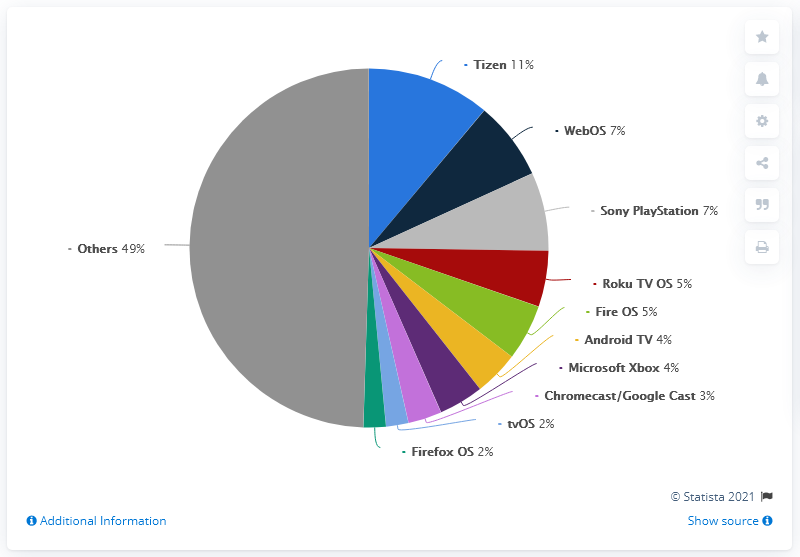 Tizen 11%
WebOS 7%
Sony PlayStation 7%
Others 49%
Roku TV OS 5%
Fire OS 5%
Android TV 4%
Microsoft Xbox 4%
Chromecast/Google Cast 3%
tvOS 2%
Firefox OS 2%
© Statista 2021
Additional Information
Show source